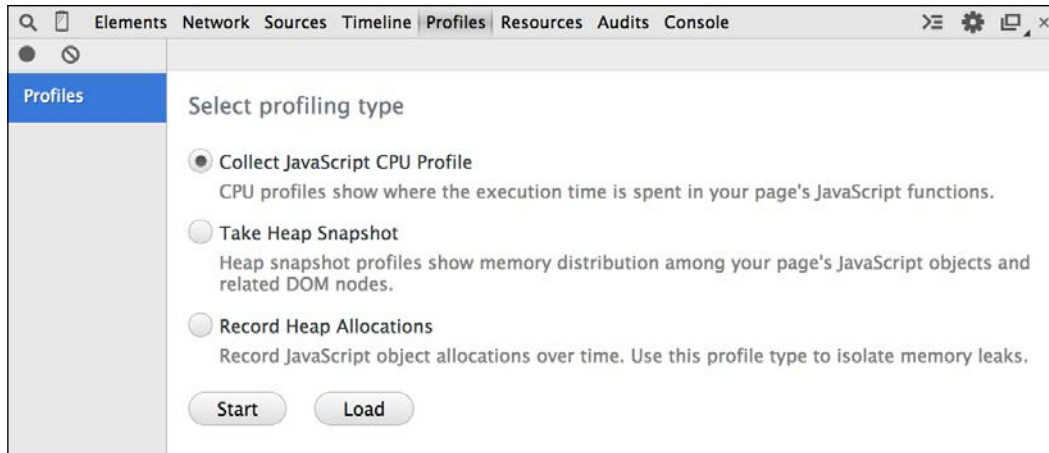 Elements Network Sources Timeline Profiles Resources Audits Console
Profiles
Select profiling type
Collect JavaScript CPU Profile
CPU profiles show where the execution time is spent in your page's JavaScript functions.
Take Heap Snapshot
Heap snapshot profiles show memory distribution among your page's JavaScript objects and
related DOM nodes.
Record Heap Allocations
Record JavaScript object allocations over time. Use this profile type to isolate memory leaks.
Start Load